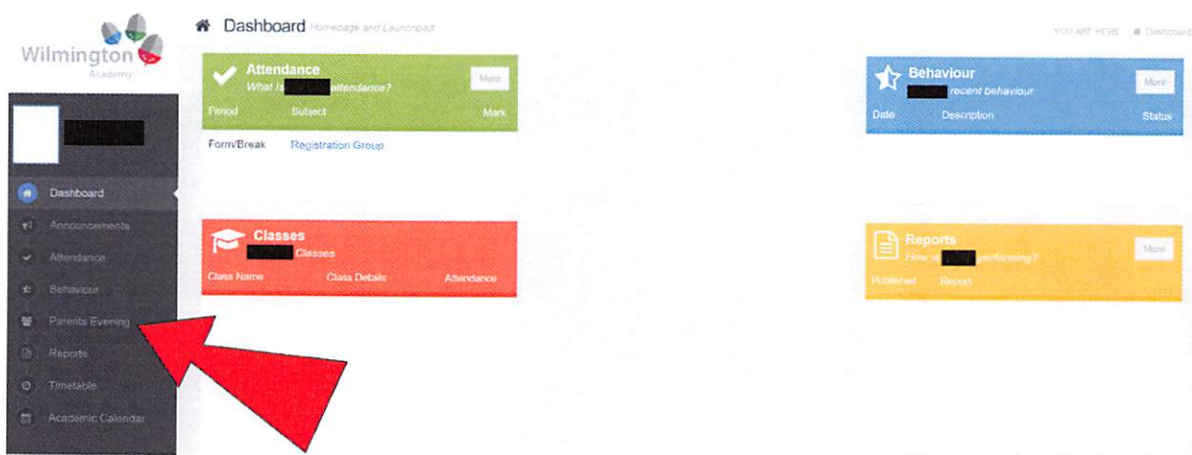 Wilmington
Academy
Dashboard Homepage and Launchpad
YOU ARE HERE Dashboard
Attendance
What is attendance?
More
Period Subject Mark
Form/Break Registration Group
Behaviour
recent behaviour
More
Date Description Status
Classes
Classes
Class Name Class Details Attendance
Reports
How is performing?
More
Published Report
Dashboard
Announcements
Attendance
Behaviour
Parents Evening
Reports
Timetable
Academic Calendar